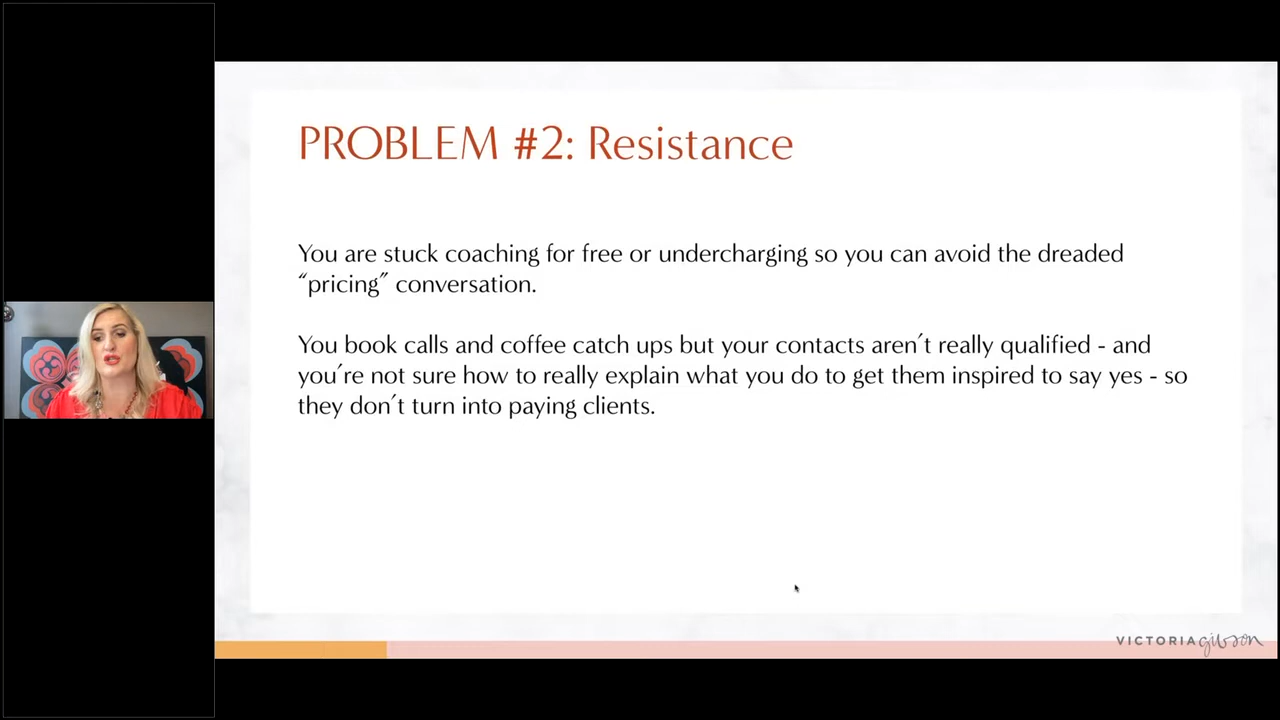 PROBLEM #2: Resistance
You are stuck coaching for free or undercharging so you can avoid the dreaded
“pricing” conversation.
You book calls and coffee catch ups but your contacts aren´t really qualified - and
you´re not sure how to really explain what you do to get them inspired to say yes - so
they don´t turn into paying clients.
VICTORIA gibson